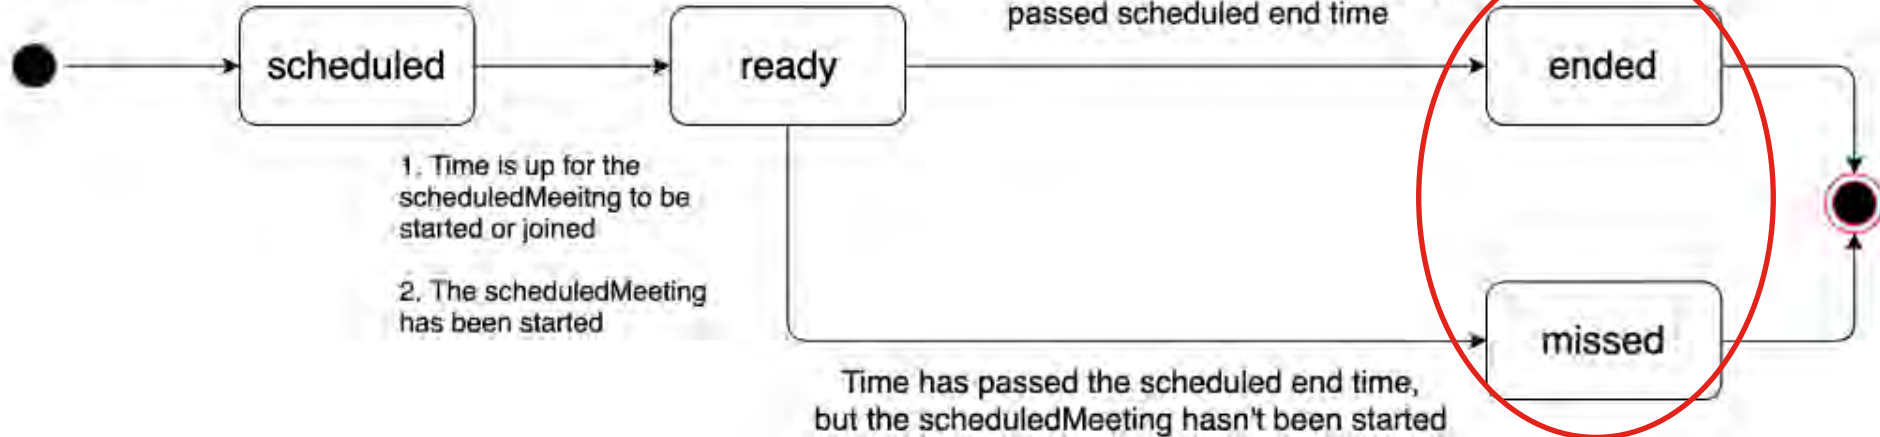 passed scheduled end time
scheduled
ready
ended
1. Time is up for the
scheduledMeeitng to be
started or joined
2. The scheduledMeeting
has been started
missed
Time has passed the scheduled end time,
but the scheduledMeeting hasn't been started